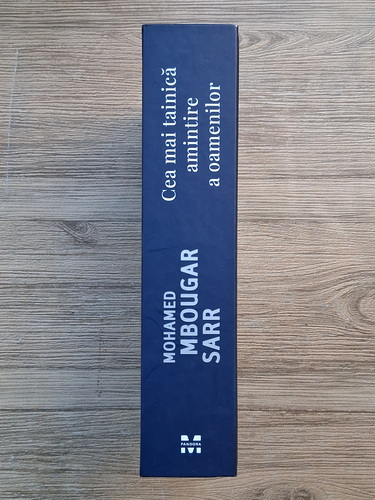 Cea mai tainică
amintire
a oamenilor
MOHAMED
MBOUGAR
SARR
M
PANDORA